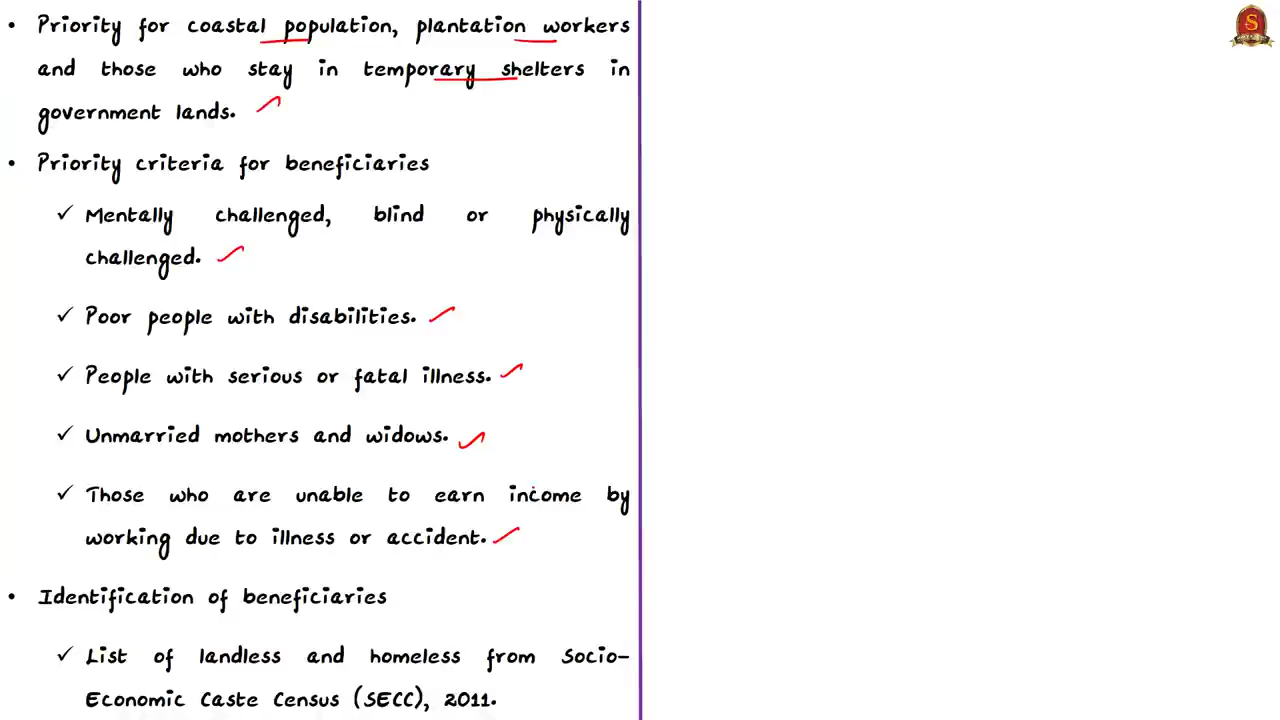 • Priority for coastal population, plantation workers
and those who stay in temporary shelters in
government lands.
• Priority criteria for beneficiaries
✓ Mentally challenged, blind or physically
challenged.
✓ Poor people with disabilities.
✓ People with serious or fatal illness.
✓ Unmarried mothers and widows.
✓ Those who are unable to earn income by
working due to illness or accident.
• Identification of beneficiaries
✓ List of landless and homeless from Socio-
Economic Caste Census (SECC), 2011.
S